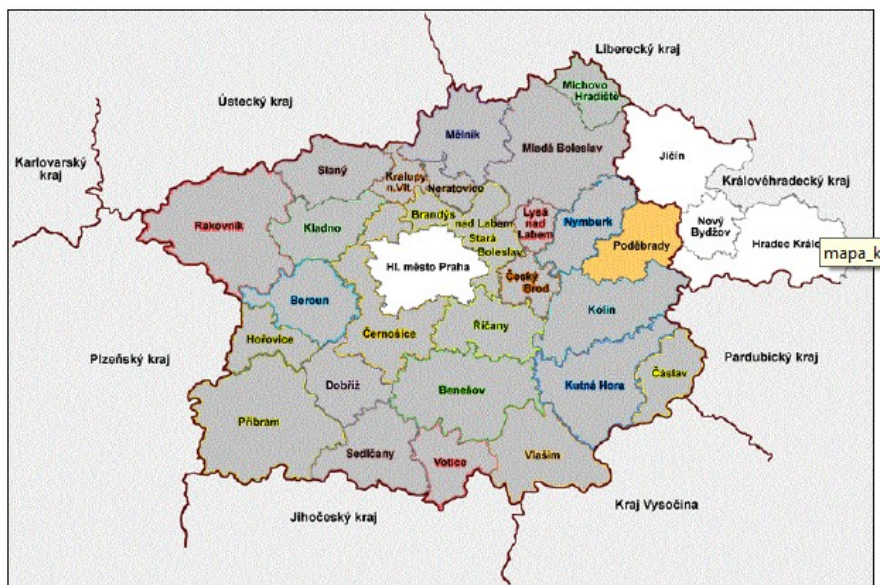 Liberecký kraj
Michovo
Hradiště
Ústecký kraj
Mělník
Mladá Boleslav
Jičín
Karlovarský
kraj
Slaný
Kralupy
n.Vlt.
Neratovice
Královéhradecký kraj
Rakovník
Kladno
Brandýs
nad Labem
Stará
Boleslav
Lysá
nad
Labem
Nymburk
Poděbrady
Nový
Bydžov
Hradec Králo
mapa_k
Hl. město Praha
Český
Brod
Beroun
Kolín
Hořovice
Černošice
Říčany
Plzeňský kraj
Pardubický kraj
Dobříž
Benešov
Kutná Hora
Čáslav
Příbram
Sedlčany
Votice
Vlašim
Jihočeský kraj
Kraj Vysočina